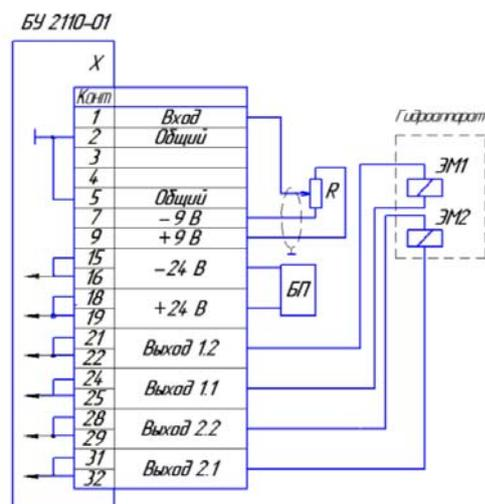 БУ 2110-01
X
Конт
1 Вход
2 Общий
3
4
5 Общий
7 -9 В
9 +9 В
15
16
-24 В
18
19
+24 В
21
22
Выход 1.2
24
25
Выход 1.1
28
29
Выход 2.2
31
32
Выход 2.1
R
БП
Гидроаппарат
ЭМ1
ЭМ2